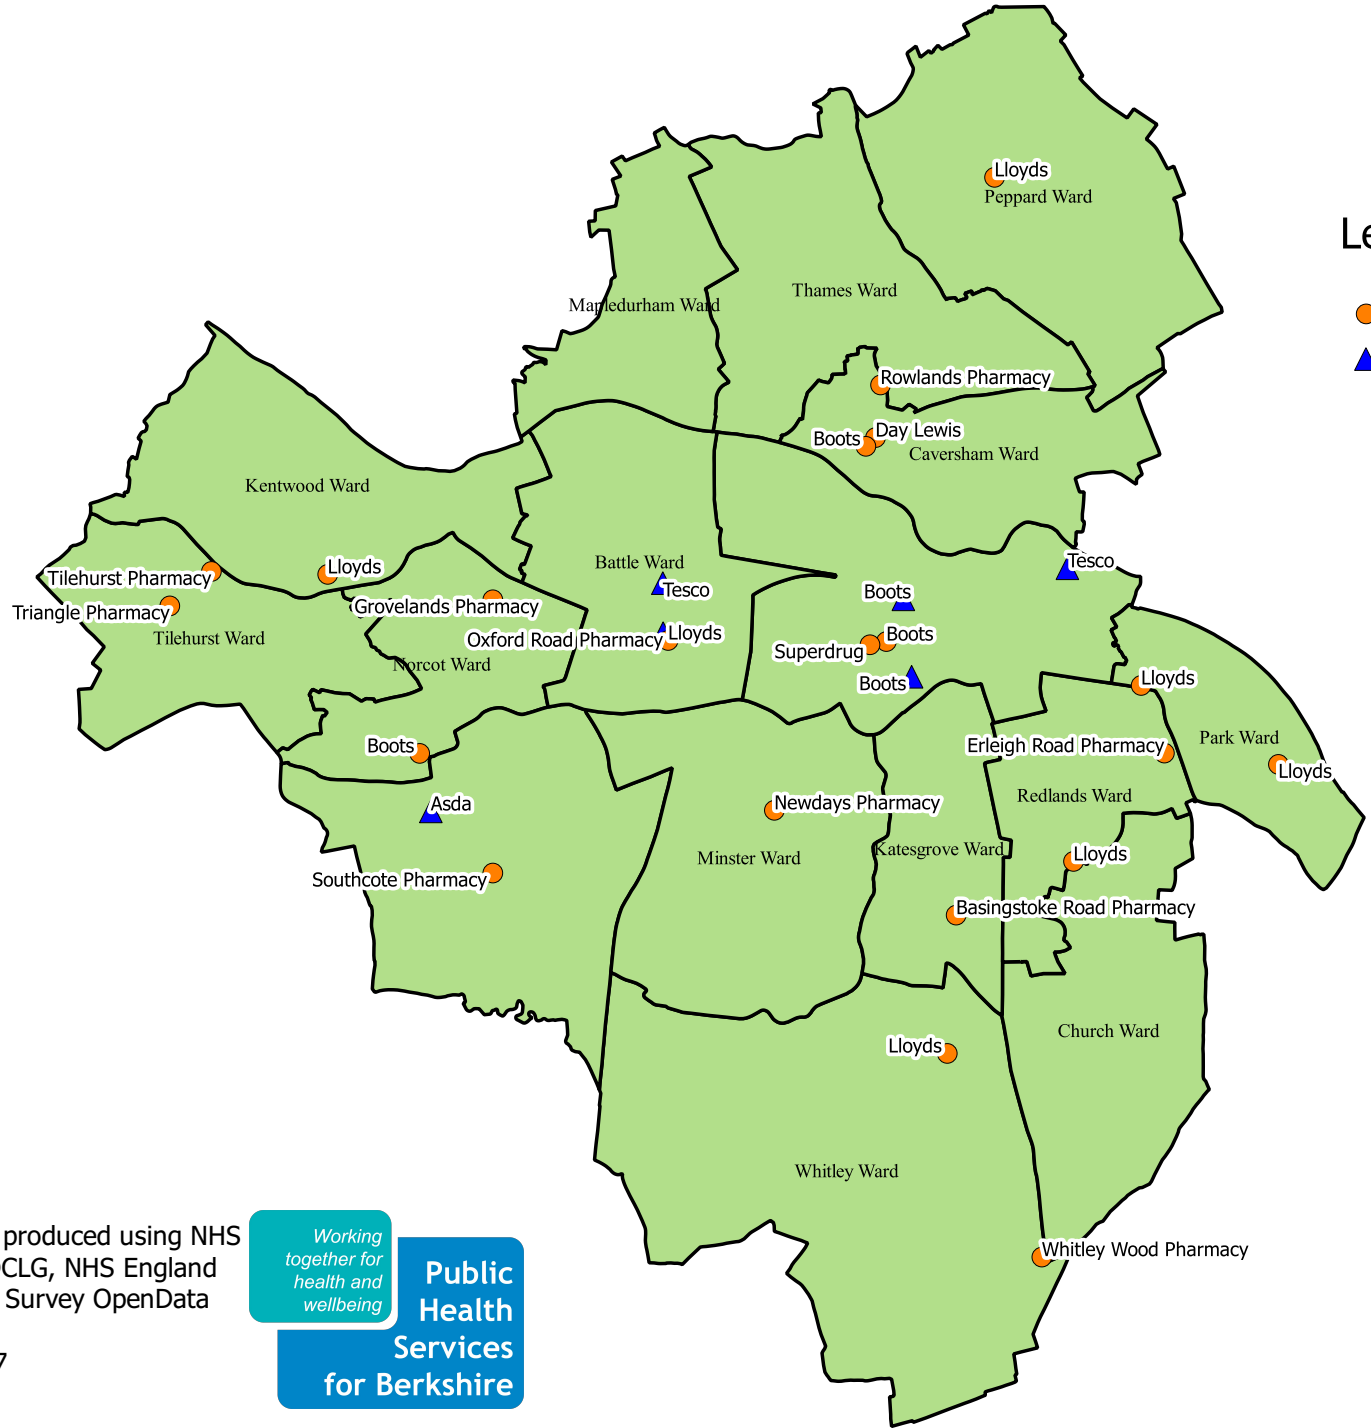 Lloyds
Peppard Ward
Le
Thames Ward
Mapledurham Ward
Rowlands Pharmacy
Day Lewis
Boots
Caversham Ward
Kentwood Ward
Tesco
Battle Ward
Lloyds
Tilehurst Pharmacy
Tesco
Boots
Grovelands Pharmacy
Triangle Pharmacy
Lloyds
Boots
Tilehurst Ward
Oxford Road Pharmacy
Superdrug
Norcot Ward
Lloyds
Boots
Park Ward
Boots
Erleigh Road Pharmacy
Lloyds
Redlands Ward
Asda
Newdays Pharmacy
Katesgrove Ward
Lloyds
Minster Ward
Southcote Pharmacy
Basingstoke Road Pharmacy
Church Ward
Lloyds
Whitley Ward
Whitley Wood Pharmacy
produced using NHS
CLG, NHS England
Survey OpenData
7
Working
together for
health and
wellbeing
Public
Health
Services
for Berkshire